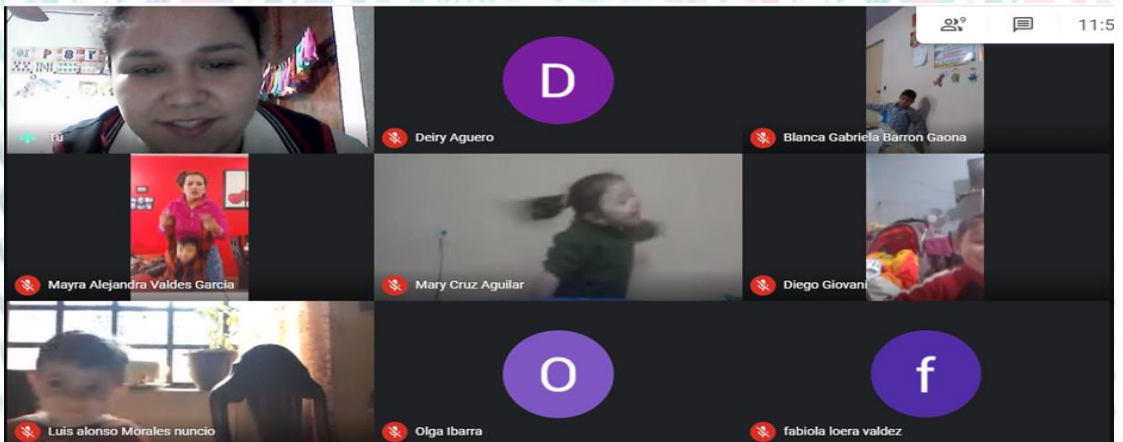 9
11:5
Tú
D
Deiry Aguero
Blanca Gabriela Barron Gaona
Mayra Alejandra Valdes Garcia
Mary Cruz Aguilar
Diego Giovani
Luis alonso Morales nuncio
O
Olga Ibarra
f
fabiola loera valdez